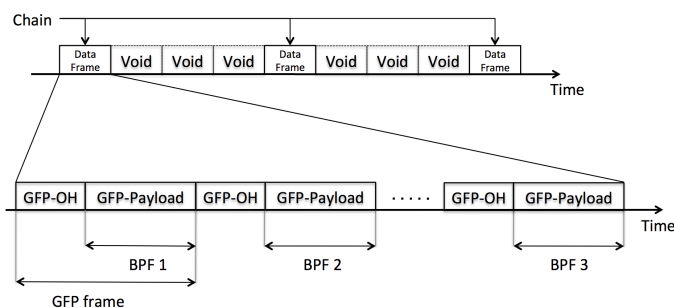 Chain
Data Frame Void Void Void Data Frame Void Void Void Data Frame
Time
GFP-OH GFP-Payload GFP-OH GFP-Payload ..... GFP-OH GFP-Payload
Time
BPF 1 BPF 2 BPF 3
GFP frame